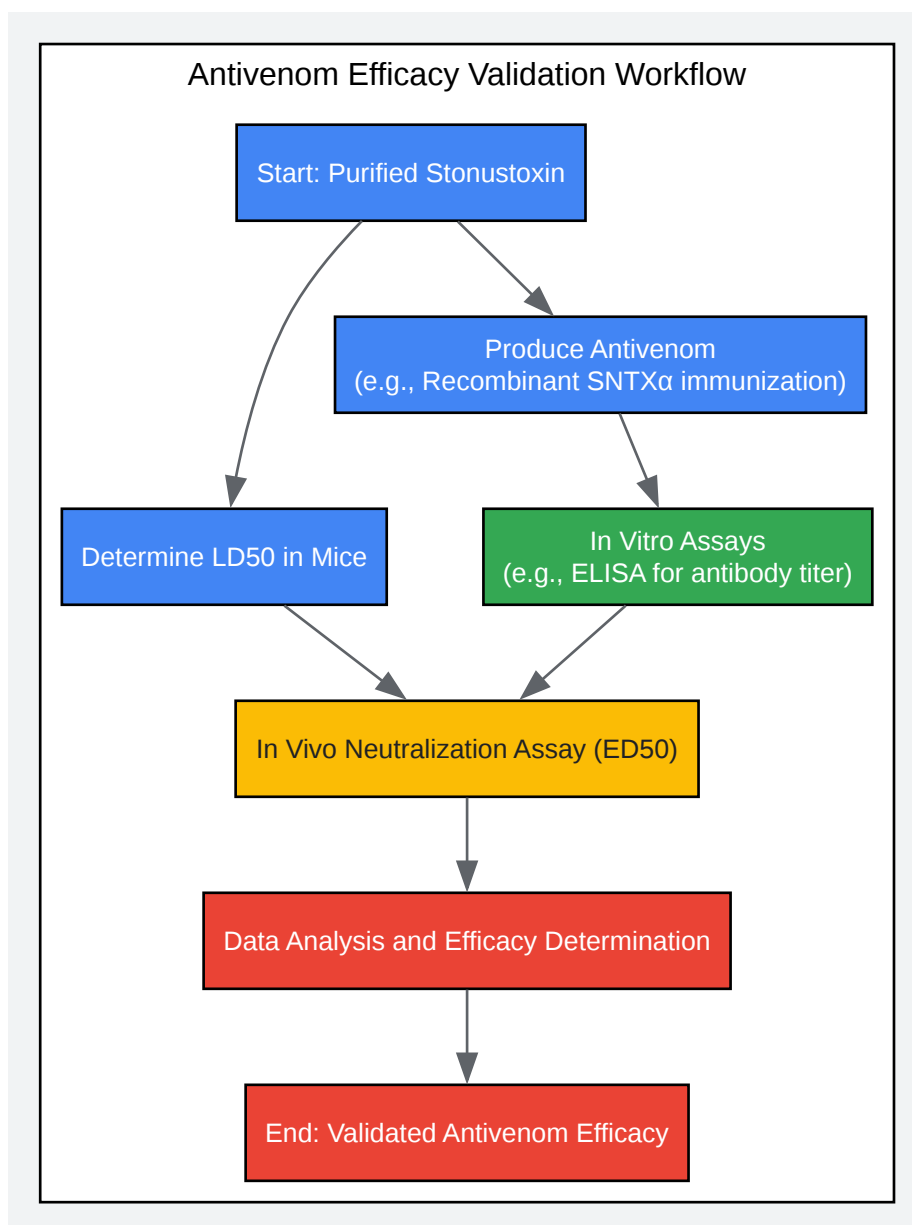 Antivenom Efficacy Validation Workflow
Start: Purified Stonustoxin
Produce Antivenom
(e.g., Recombinant SNTXα immunization)
Determine LD50 in Mice
In Vitro Assays
(e.g., ELISA for antibody titer)
In Vivo Neutralization Assay (ED50)
Data Analysis and Efficacy Determination
End: Validated Antivenom Efficacy